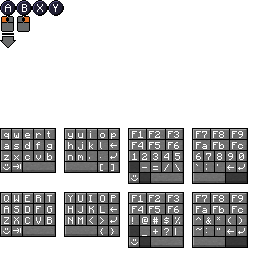 A B X Y
q w e r t
a s d f g
z x c v b
y u i o p
h j k l ←
n m , . ↵
[ ]
F1 F2 F3
F4 F5 F6
1 2 3 4 5
- = / \
F7 F8 F9
Fa Fb Fc
6 7 8 9 0
` ; ' ← ↵
Q W E R T
A S D F G
Z X C V B
Y U I O P
H J K L ←
N M < > ↵
{ }
F1 F2 F3
F4 F5 F6
! @ # $ %
_ + ? |
F7 F8 F9
Fa Fb Fc
^ & * ( )
~ : " ← ↵